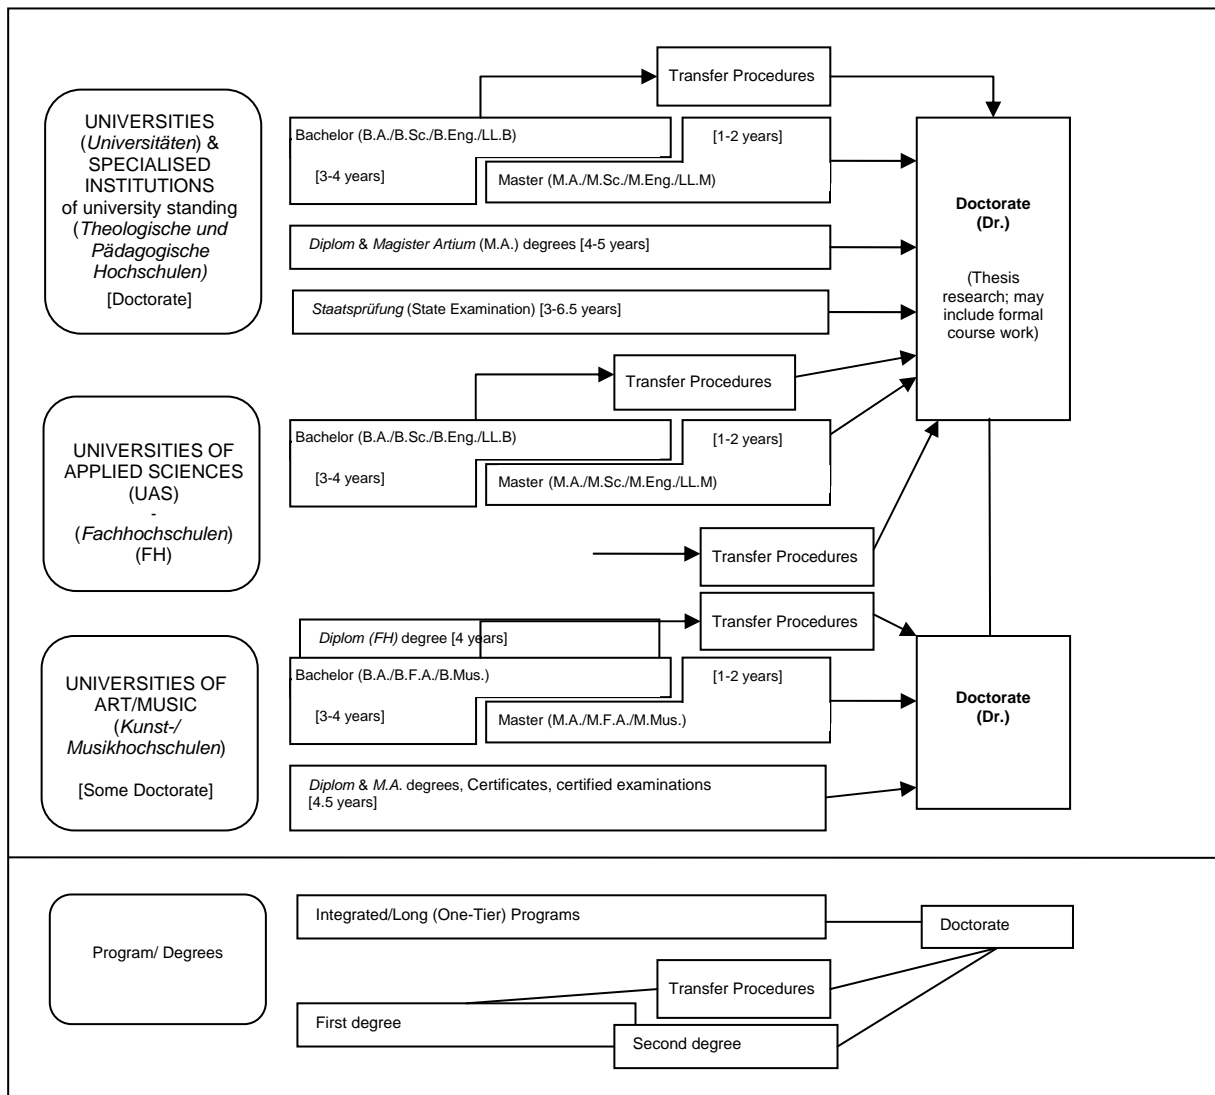 Transfer Procedures
UNIVERSITIES
(Universitäten) &
SPECIALISED
INSTITUTIONS
of university standing
(Theologische und
Pädagogische
Hochschulen)
[Doctorate]
Bachelor (B.A./B.Sc./B.Eng./LL.B)
[1-2 years]
[3-4 years]
Master (M.A./M.Sc./M.Eng./LL.M)
Diplom & Magister Artium (M.A.) degrees [4-5 years]
Staatsprüfung (State Examination) [3-6.5 years]
Doctorate
(Dr.)
(Thesis
research; may
include formal
course work)
Transfer Procedures
UNIVERSITIES OF
APPLIED SCIENCES
(UAS)
-
(Fachhochschulen)
(FH)
Bachelor (B.A./B.Sc./B.Eng./LL.B)
[1-2 years]
[3-4 years]
Master (M.A./M.Sc./M.Eng./LL.M)
Transfer Procedures
Transfer Procedures
Diplom (FH) degree [4 years]
UNIVERSITIES OF
ART/MUSIC
(Kunst-/
Musikhochschulen)
[Some Doctorate]
Bachelor (B.A./B.F.A./B.Mus.)
[1-2 years]
[3-4 years]
Master (M.A./M.F.A./M.Mus.)
Diplom & M.A. degrees, Certificates, certified examinations
[4.5 years]
Doctorate
(Dr.)
Program/ Degrees
Integrated/Long (One-Tier) Programs
Doctorate
Transfer Procedures
First degree
Second degree